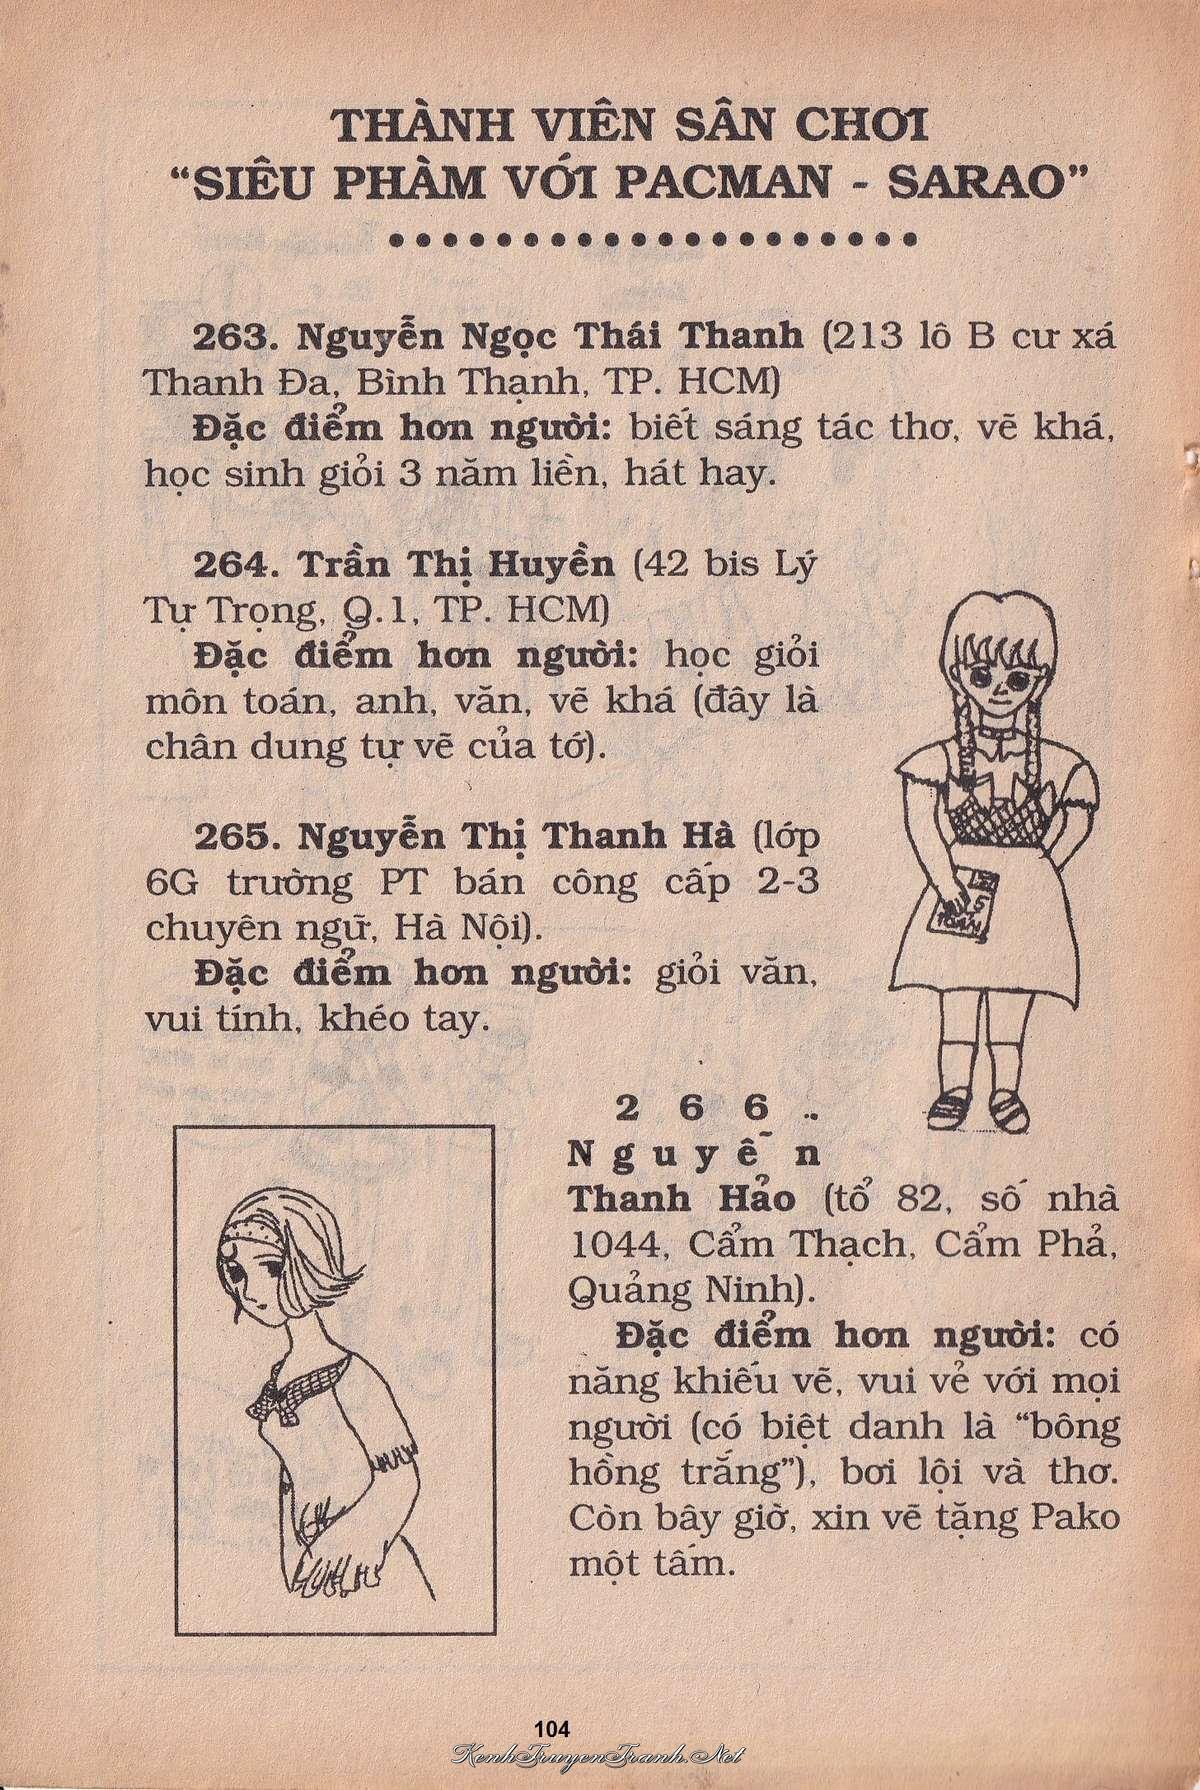 THÀNH VIÊN SÂN CHƠI
“SIÊU PHÀM VỚI PACMAN - SARAO”
263. Nguyễn Ngọc Thái Thanh (213 lô B cư xá
Thanh Đa, Bình Thạnh, TP. HCM)
Đặc điểm hơn người: biết sáng tác thơ, vẽ khá,
học sinh giỏi 3 năm liền, hát hay.
264. Trần Thị Huyền (42 bis Lý
Tự Trọng, Q.1, TP. HCM)
Đặc điểm hơn người: học giỏi
môn toán, anh, văn, vẽ khá (đây là
chân dung tự vẽ của tớ).
265. Nguyễn Thị Thanh Hà (lớp
6G trường PT bán công cấp 2-3
chuyên ngữ, Hà Nội).
Đặc điểm hơn người: giỏi văn,
vui tính, khéo tay.
5
TOÁN
266.
Nguyễn
Thanh Hảo (tổ 82, số nhà
1044, Cẩm Thạch, Cẩm Phả,
Quảng Ninh).
Đặc điểm hơn người: có
năng khiếu vẽ, vui vẻ với mọi
người (có biệt danh là “bông
hồng trắng”), bơi lội và thơ.
Còn bây giờ, xin vẽ tặng Pako
một tấm.
104
KenhTruyenTranh.Net